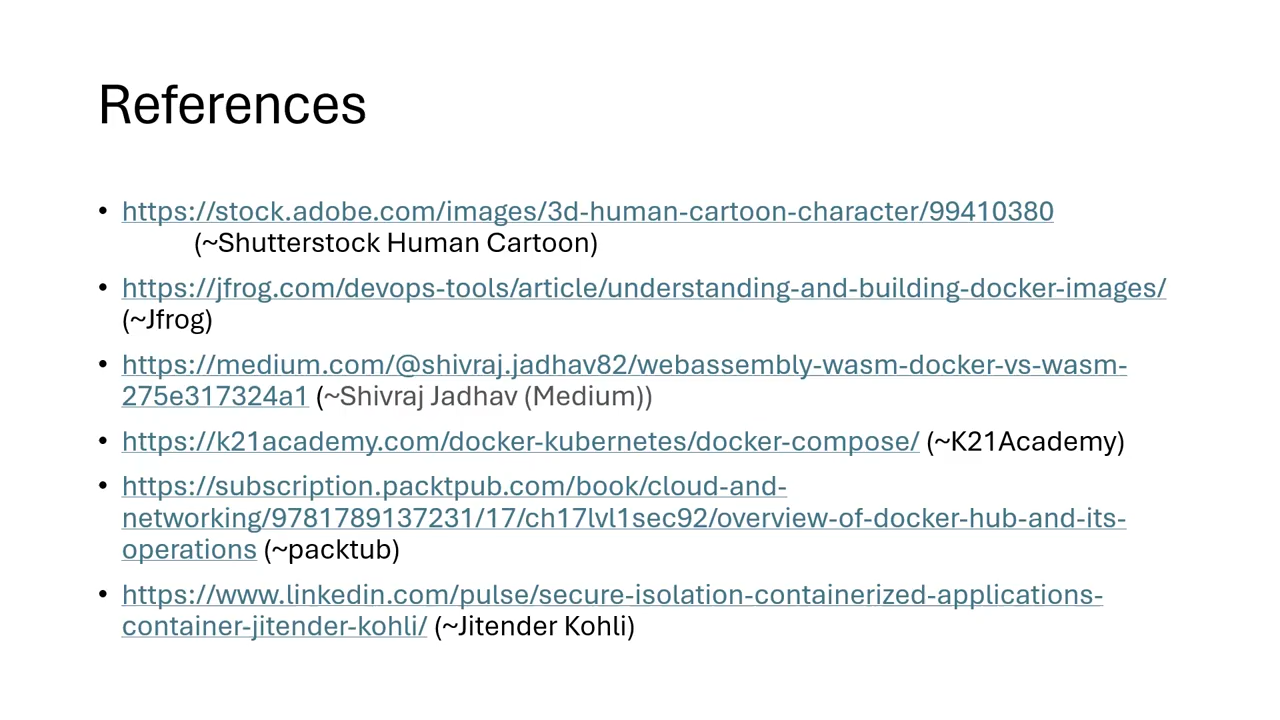 References
• https://stock.adobe.com/images/3d-human-cartoon-character/99410380
(~Shutterstock Human Cartoon)
• https://jfrog.com/devops-tools/article/understanding-and-building-docker-images/
(~Jfrog)
• https://medium.com/@shivraj.jadhav82/webassembly-wasm-docker-vs-wasm-
275e317324a1 (~Shivraj Jadhav (Medium))
• https://k21academy.com/docker-kubernetes/docker-compose/ (~K21Academy)
• https://subscription.packtpub.com/book/cloud-and-
networking/9781789137231/17/ch17lvl1sec92/overview-of-docker-hub-and-its-
operations (~packtub)
• https://www.linkedin.com/pulse/secure-isolation-containerized-applications-
container-jitender-kohli/ (~Jitender Kohli)